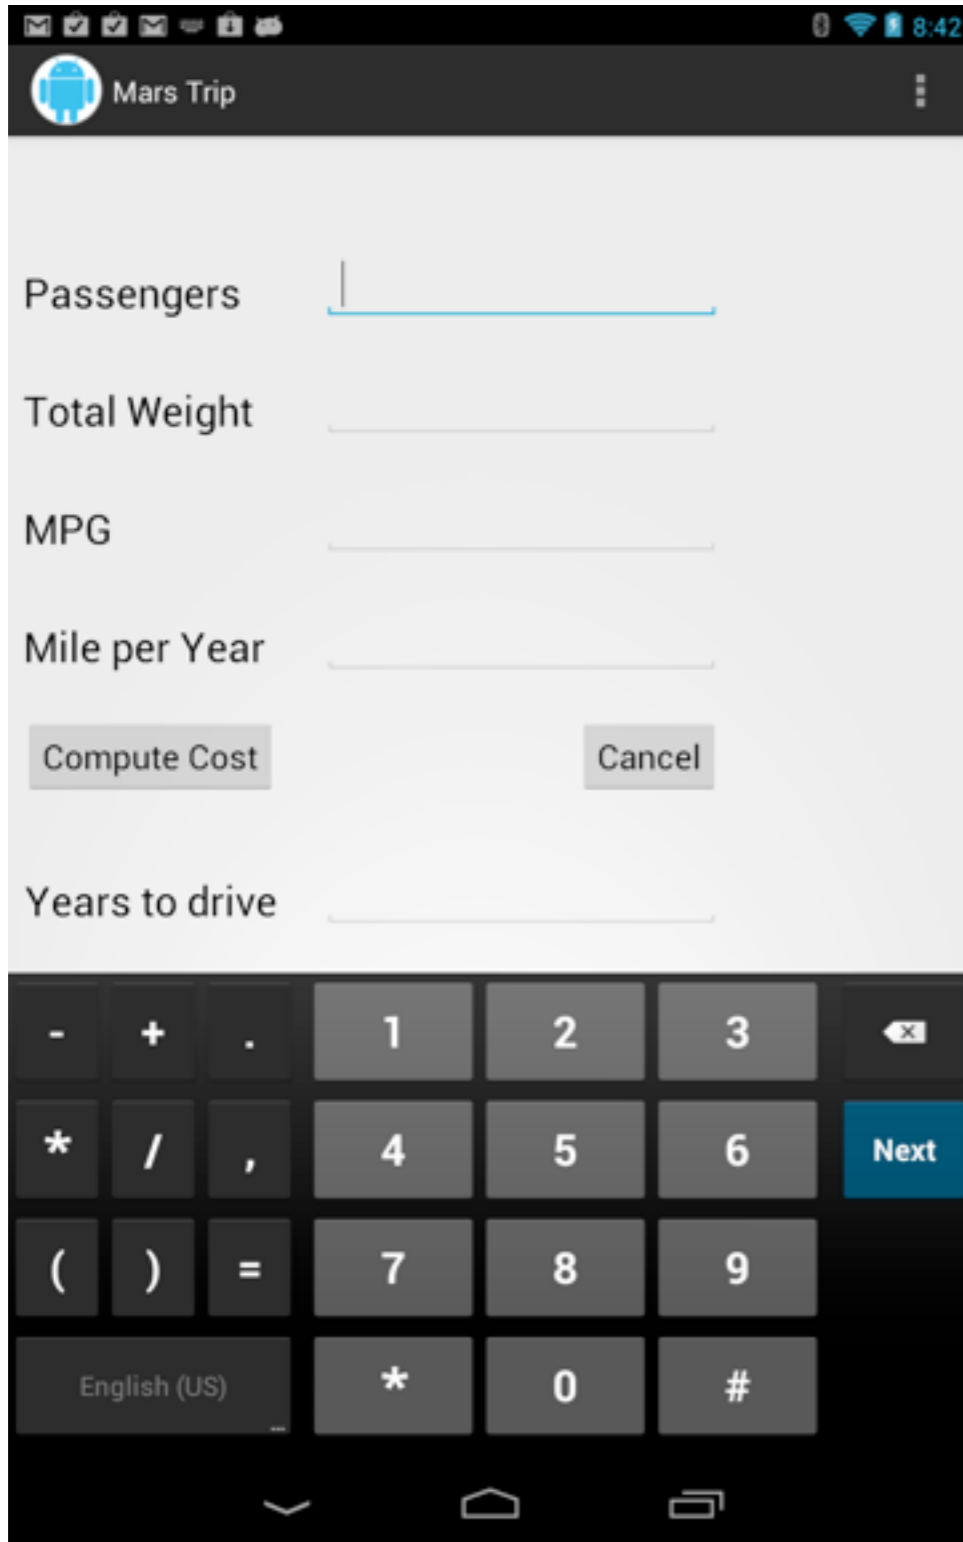 8:42
Mars Trip
Passengers
Total Weight
MPG
Mile per Year
Compute Cost Cancel
Years to drive
- + . 1 2 3
* / , 4 5 6 Next
( ) = 7 8 9
English (US) ... * 0 #